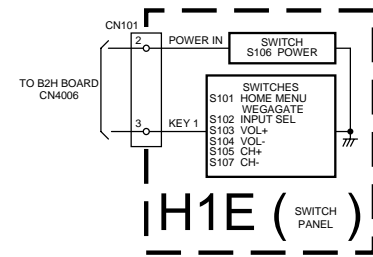 CN101
2
POWER IN
SWITCH
S106 POWER
TO B2H BOARD
CN4006
SWITCHES
S101 HOME MENU
WEGAGATE
S102 INPUT SEL
S103 VOL+
S104 VOL-
S105 CH+
S107 CH-
3
KEY 1
H1E (SWITCH
PANEL)